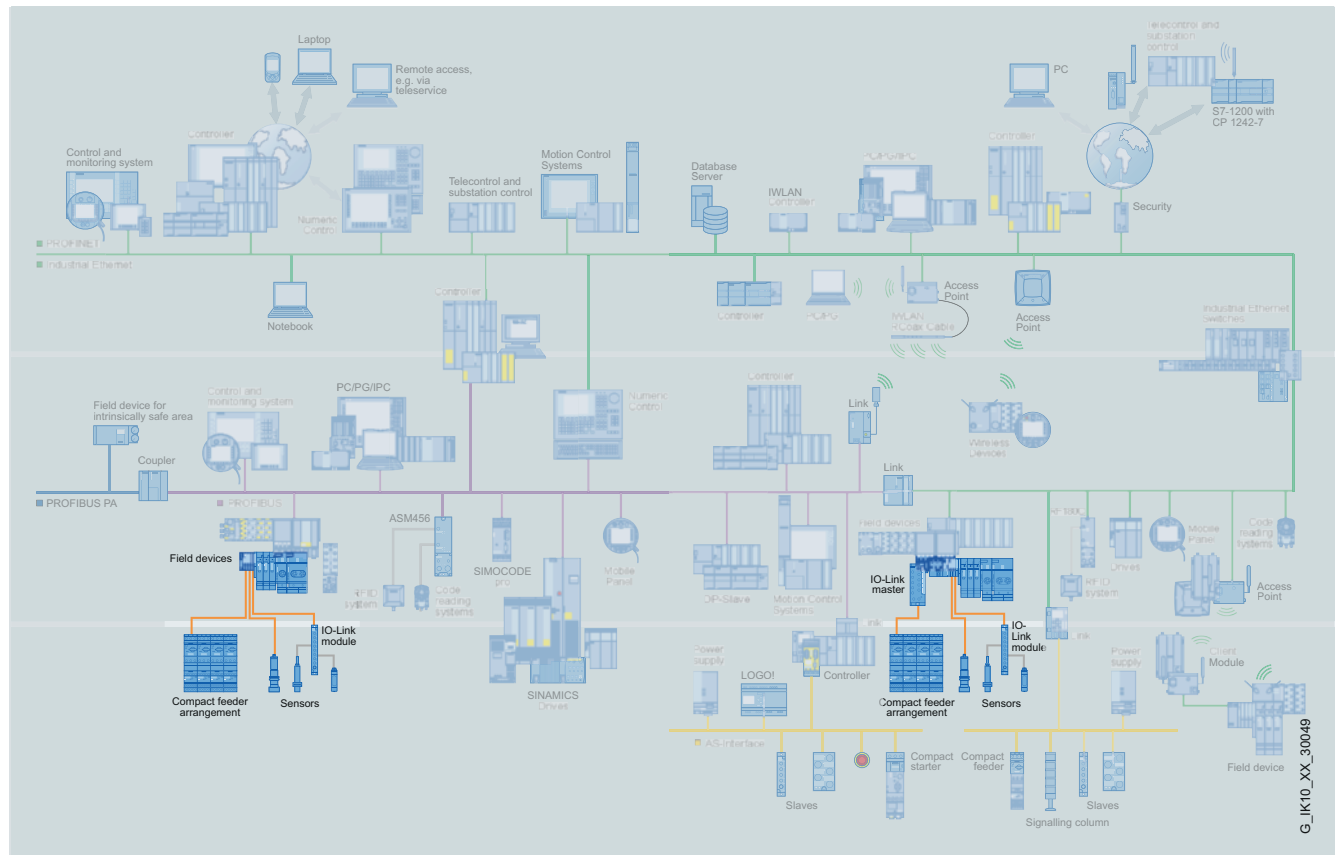 Laptop
Remote access,
e.g. via
teleservice
Controller
Control and
monitoring system
Numeric
Control
Telecontrol and
substation control
Motion Control
Systems
PC
Telecontrol and
substation
control
S7-1200 with
CP 1242-7
Database
Server
IWLAN
Controller
PC/PG/IPC
Controller
Security
PROFINET
Industrial Ethernet
Notebook
Controller
Controller
PC/PG
IWLAN
RCoax Cable
Access
Point
Access
Point
Industrial Ethernet
Switches
Field device for
intrinsically safe area
Coupler
Control and
monitoring system
PC/PG/IPC
Numeric
Control
Controller
Link
Wireless
Devices
Link
PROFIBUS PA
PROFIBUS
Field devices
RFID
system
ASM456
Code
reading
systems
SIMOCODE
pro
Mobile
Panel
SINAMICS
Drives
DP-Slave
Motion Control
Systems
Field devices
IO-Link
master
RFID
system
Drives
Mobile
Panel
Code
reading
systems
Access
Point
IO-Link
module
Compact feeder
arrangement
Sensors
Power
supply
LOGO!
Link
Controller
IO-
Link
module
Compact feeder
arrangement
Sensors
Link
Power
supply
Client
Module
AS-Interface
Slaves
Compact
starter
Compact
feeder
Signalling column
Slaves
Field device
G_IK10_XX_30049